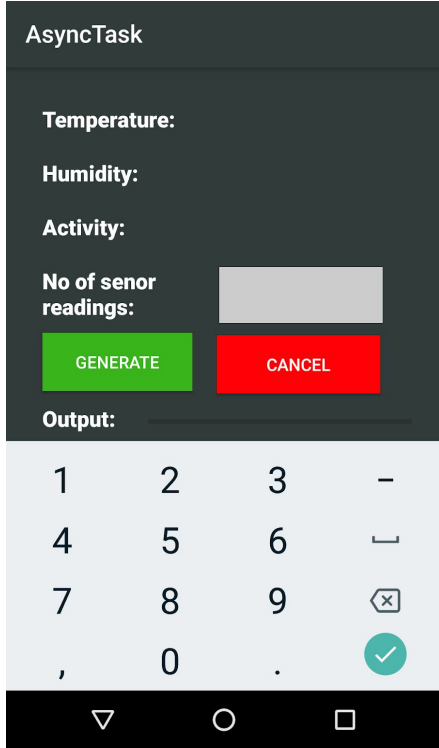 AsyncTask
Temperature:
Humidity:
Activity:
No of senor
readings:
GENERATE CANCEL
Output:
1 2 3 -
4 5 6
7 8 9
, 0 .